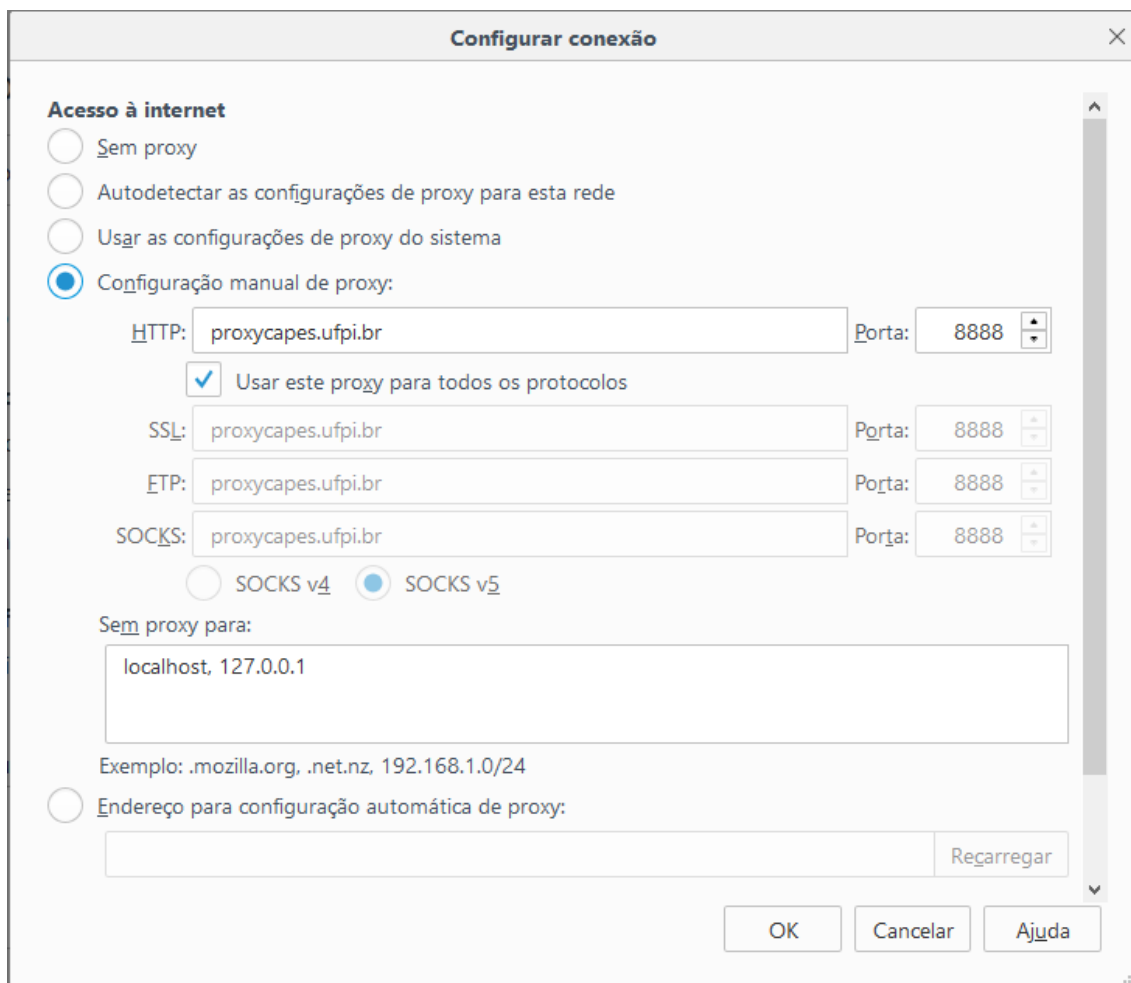 Configurar conexão
Acesso à internet
Sem proxy
Autodetectar as configurações de proxy para esta rede
Usar as configurações de proxy do sistema
Configuração manual de proxy:
HTTP: proxycapes.ufpi.br Porta: 8888
Usar este proxy para todos os protocolos
SSL: proxycapes.ufpi.br Porta: 8888
FTP: proxycapes.ufpi.br Porta: 8888
SOCKS: proxycapes.ufpi.br Porta: 8888
SOCKS v4 SOCKS v5
Sem proxy para:
localhost, 127.0.0.1
Exemplo: .mozilla.org, .net.nz, 192.168.1.0/24
Endereço para configuração automática de proxy:
Recarregar
OK Cancelar Ajuda